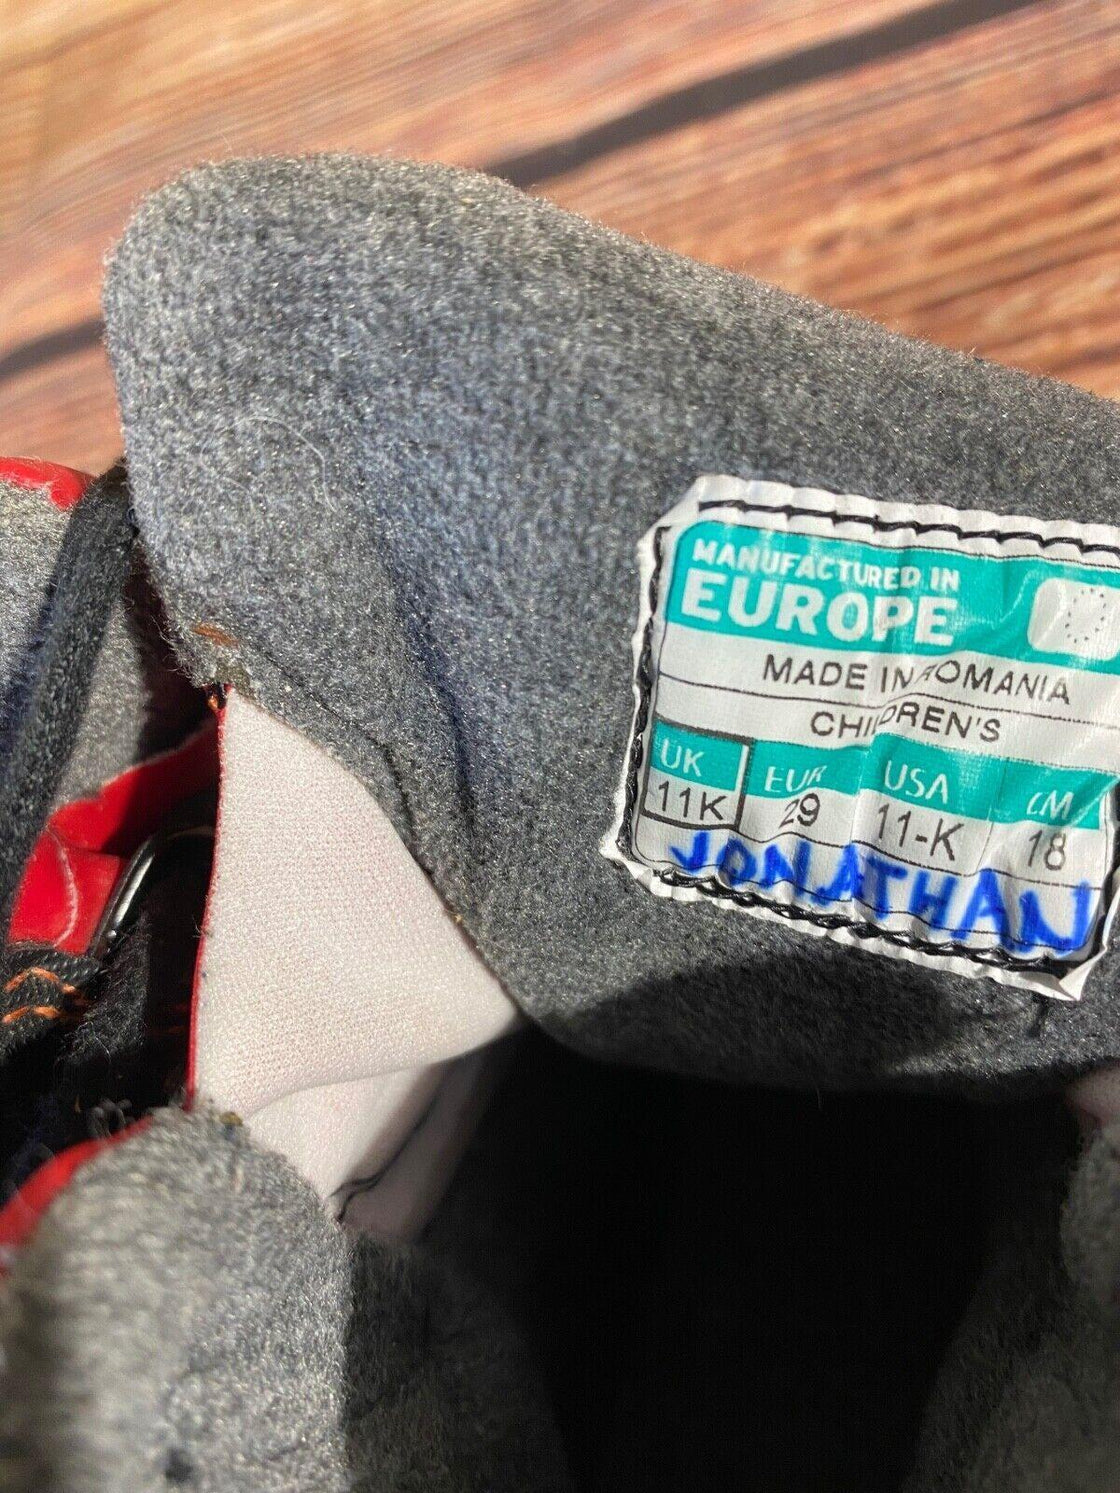 MANUFACTURED IN
EUROPE
MADE IN ROMANIA
CHILDREN'S
UK EUR USA CM
11K 29 11-K 18
JONATHAN